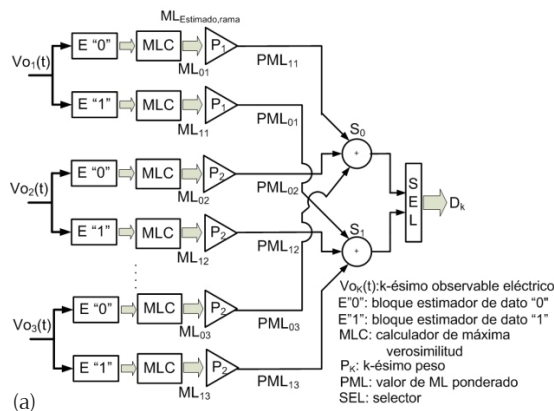 ML Estimado,rama
Vo1(t)
E "0"
MLC
P1
ML01
PML11
E "1"
MLC
P1
ML11
PML01
S0
+
Vo2(t)
E "0"
MLC
P2
ML02
PML02
E "1"
MLC
P2
ML12
PML12
S1
+
SEL
Dk
Vo3(t)
E "0"
MLC
P2
ML03
PML03
E "1"
MLC
P2
ML13
PML13
VoK(t):k-ésimo observable eléctrico
E"0": bloque estimador de dato "0"
E"1": bloque estimador de dato "1"
MLC: calculador de máxima
verosimilitud
PK: k-ésimo peso
PML: valor de ML ponderado
SEL: selector
(a)